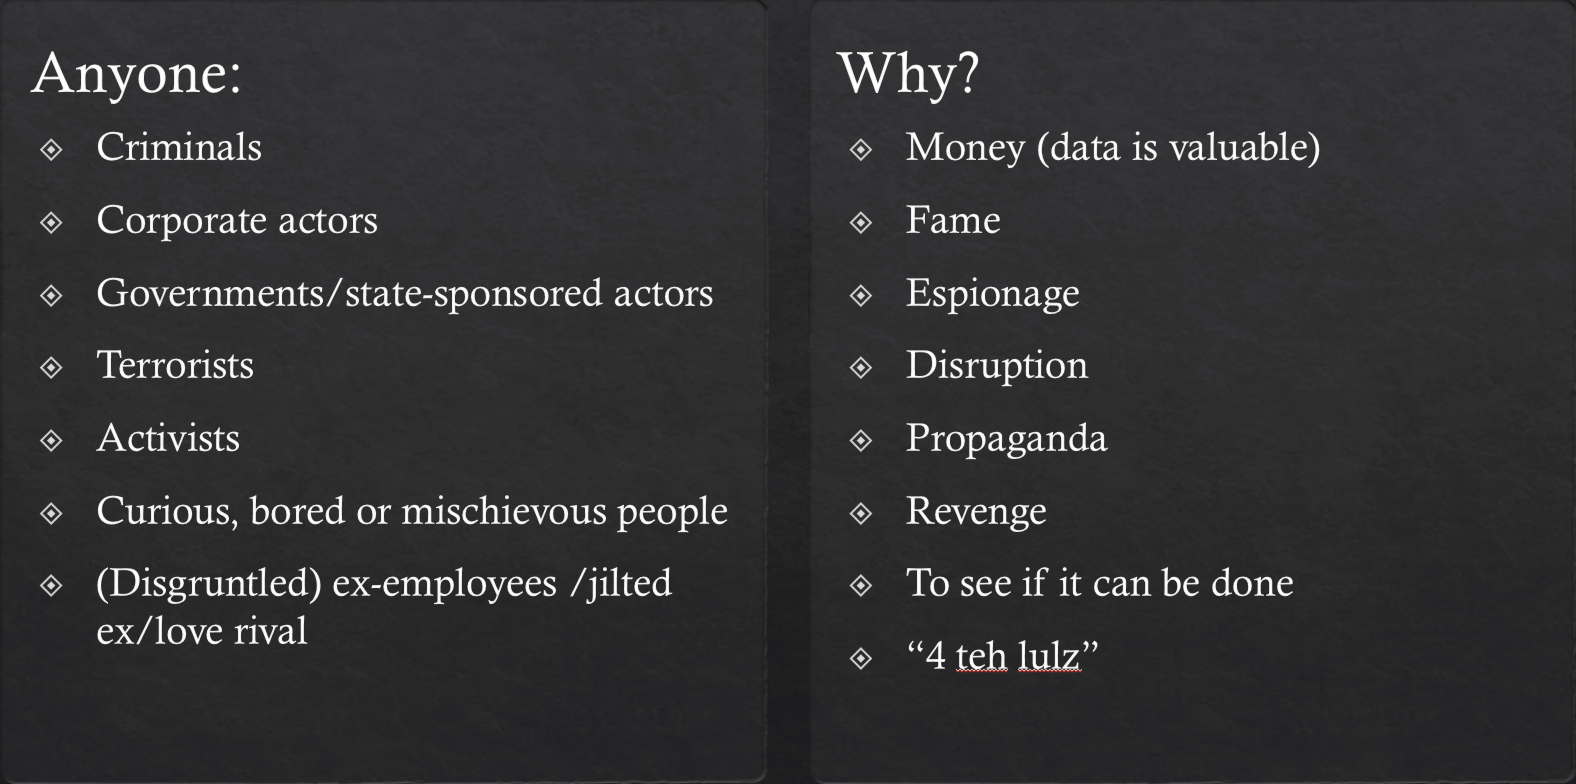 Anyone:
Criminals
Corporate actors
Governments/state-sponsored actors
Terrorists
Activists
Curious, bored or mischievous people
(Disgruntled) ex-employees /jilted
ex/love rival
Why?
Money (data is valuable)
Fame
Espionage
Disruption
Propaganda
Revenge
To see if it can be done
“4 teh lulz”